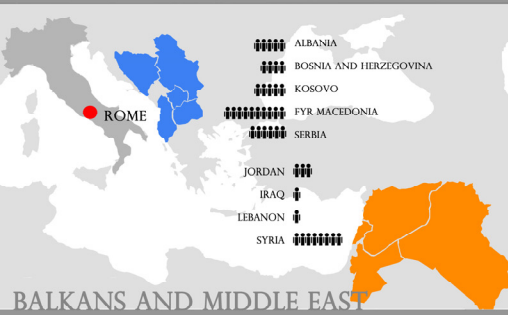 ALBANIA
BOSNIA AND HERZEGOVINA
KOSOVO
FYR MACEDONIA
SERBIA
ROME
JORDAN
IRAQ
LEBANON
SYRIA
BALKANS AND MIDDLE EAST